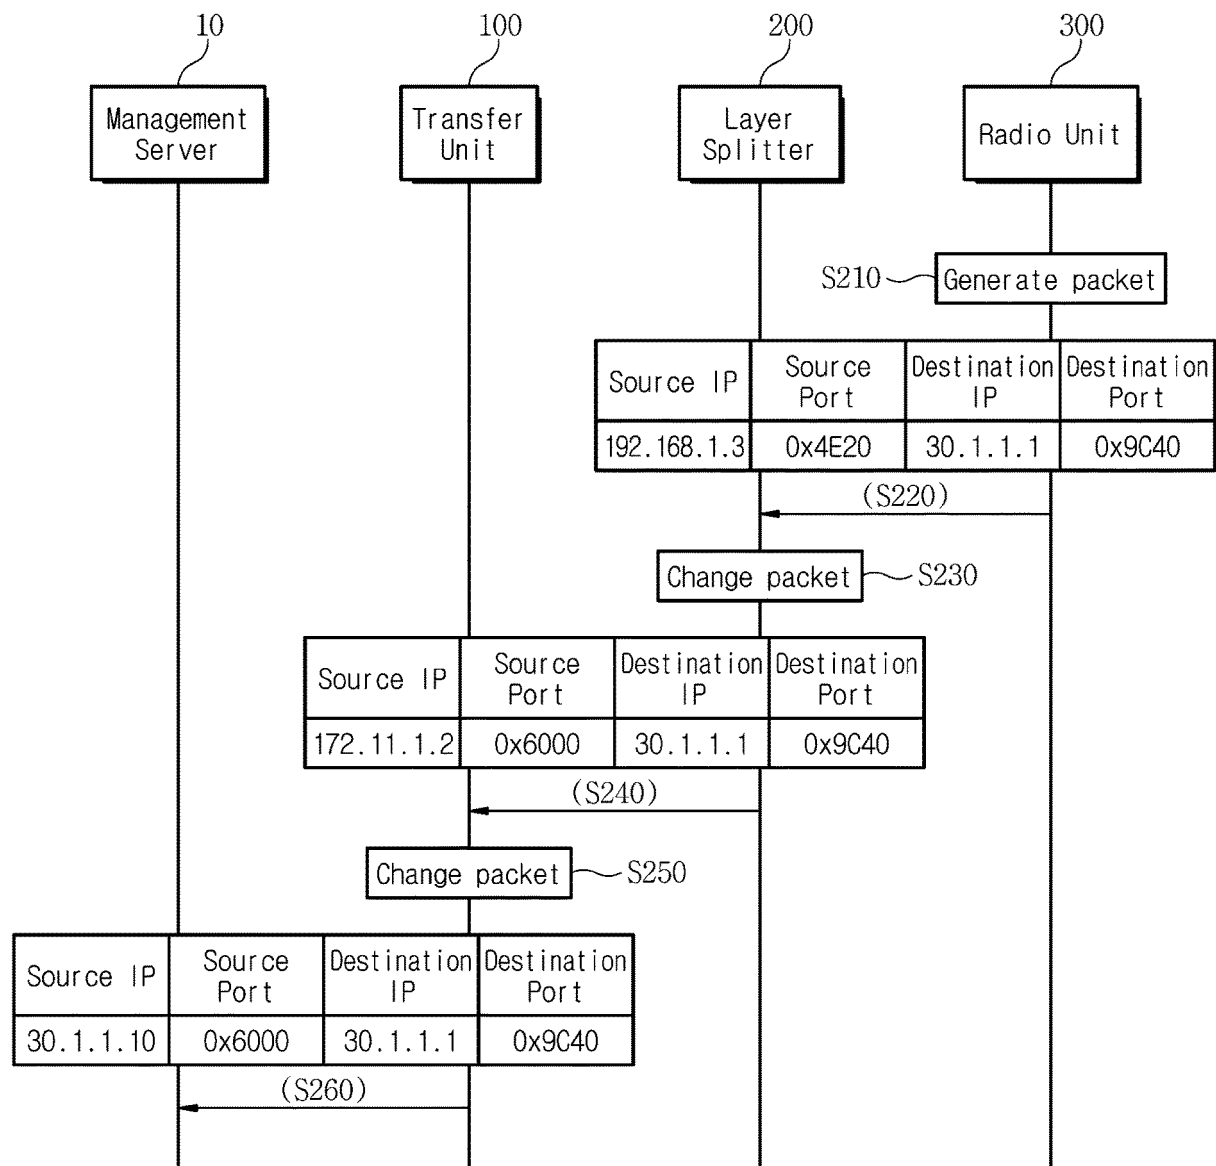 10
100
200
300
Management
Server
Transfer
Unit
Layer
Splitter
Radio Unit
S210
Generate packet
Source IP
Source
Port
Destination
IP
Destination
Port
192.168.1.3
0x4E20
30.1.1.1
0x9C40
(S220)
Change packet
S230
Source IP
Source
Port
Destination
IP
Destination
Port
172.11.1.2
0x6000
30.1.1.1
0x9C40
(S240)
Change packet
S250
Source IP
Source
Port
Destination
IP
Destination
Port
30.1.1.10
0x6000
30.1.1.1
0x9C40
(S260)